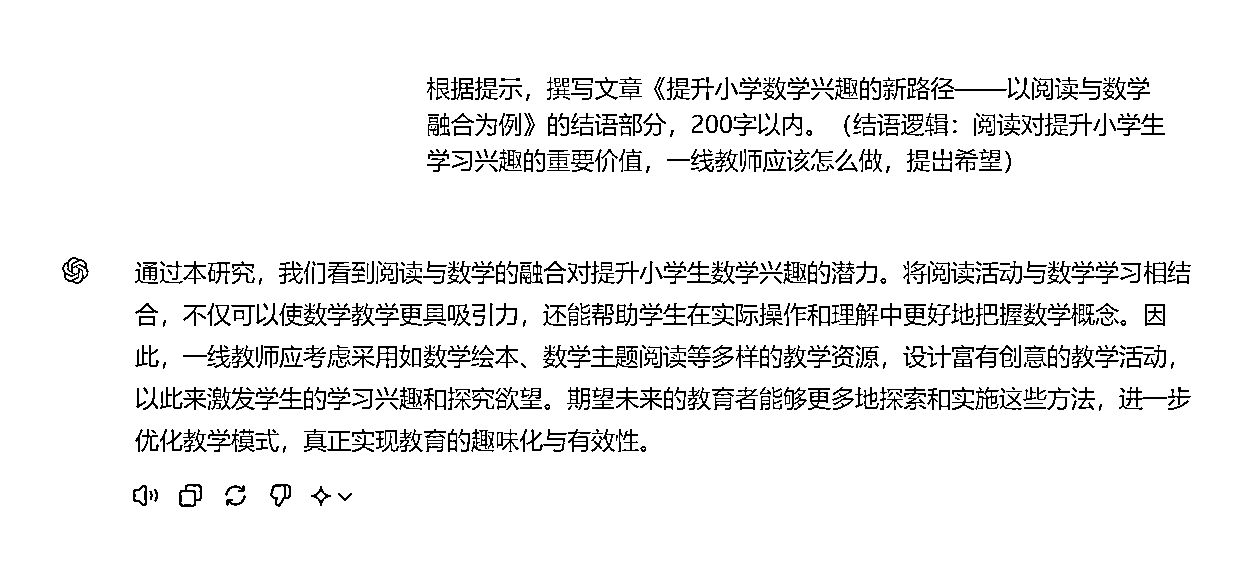 根据提示，撰写文章《提升小学数学兴趣的新路径——以阅读与数学
融合为例》的结语部分，200字以内。（结语逻辑：阅读对提升小学生
学习兴趣的重要价值，一线教师应该怎么做，提出希望）
通过本研究，我们看到阅读与数学的融合对提升小学生数学兴趣的潜力。将阅读活动与数学学习相结
合，不仅可以使数学教学更具吸引力，还能帮助学生在实际操作和理解中更好地把握数学概念。因
此，一线教师应考虑采用如数学绘本、数学主题阅读等多样的教学资源，设计富有创意的教学活动，
以此来激发学生的学习兴趣和探究欲望。期望未来的教育者能够更多地探索和实施这些方法，进一步
优化教学模式，真正实现教育的趣味化与有效性。